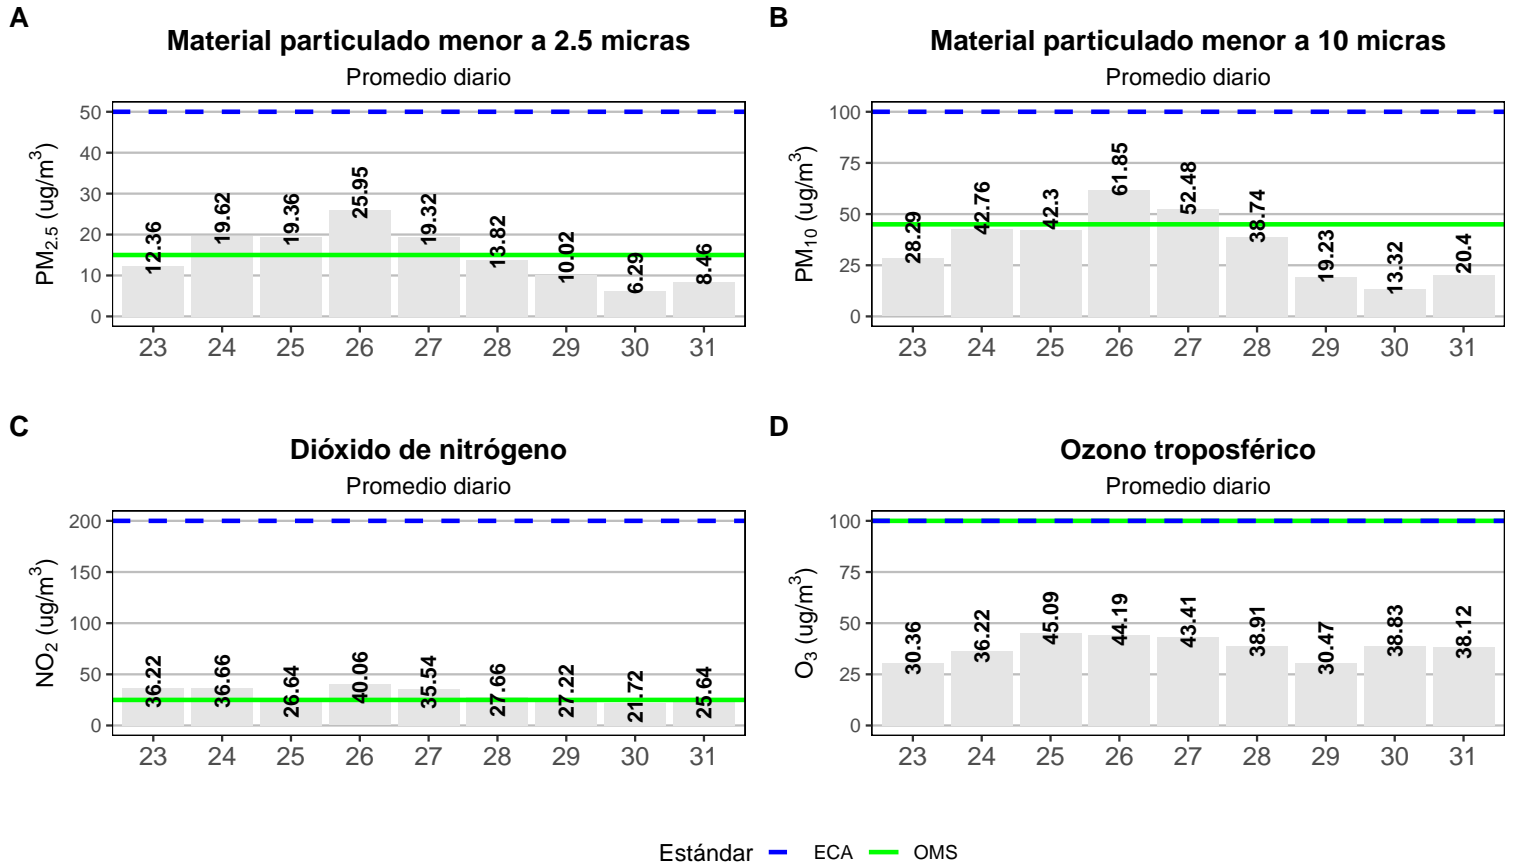 A
Material particulado menor a 2.5 micras
Promedio diario
PM2.5 (ug/m3)
50
40
30
20
10
0
12.36
19.62
19.36
25.95
19.32
13.82
10.02
6.29
8.46
23 24 25 26 27 28 29 30 31
B
Material particulado menor a 10 micras
Promedio diario
PM10 (ug/m3)
100
75
50
25
0
28.29
42.76
42.3
61.85
52.48
38.74
19.23
13.32
20.4
23 24 25 26 27 28 29 30 31
C
Dióxido de nitrógeno
Promedio diario
NO2 (ug/m3)
200
150
100
50
0
36.22
36.66
26.64
40.06
35.54
27.66
27.22
21.72
25.64
23 24 25 26 27 28 29 30 31
D
Ozono troposférico
Promedio diario
O3 (ug/m3)
100
75
50
25
0
30.36
36.22
45.09
44.19
43.41
38.91
30.47
38.83
38.12
23 24 25 26 27 28 29 30 31
Estándar ECA OMS